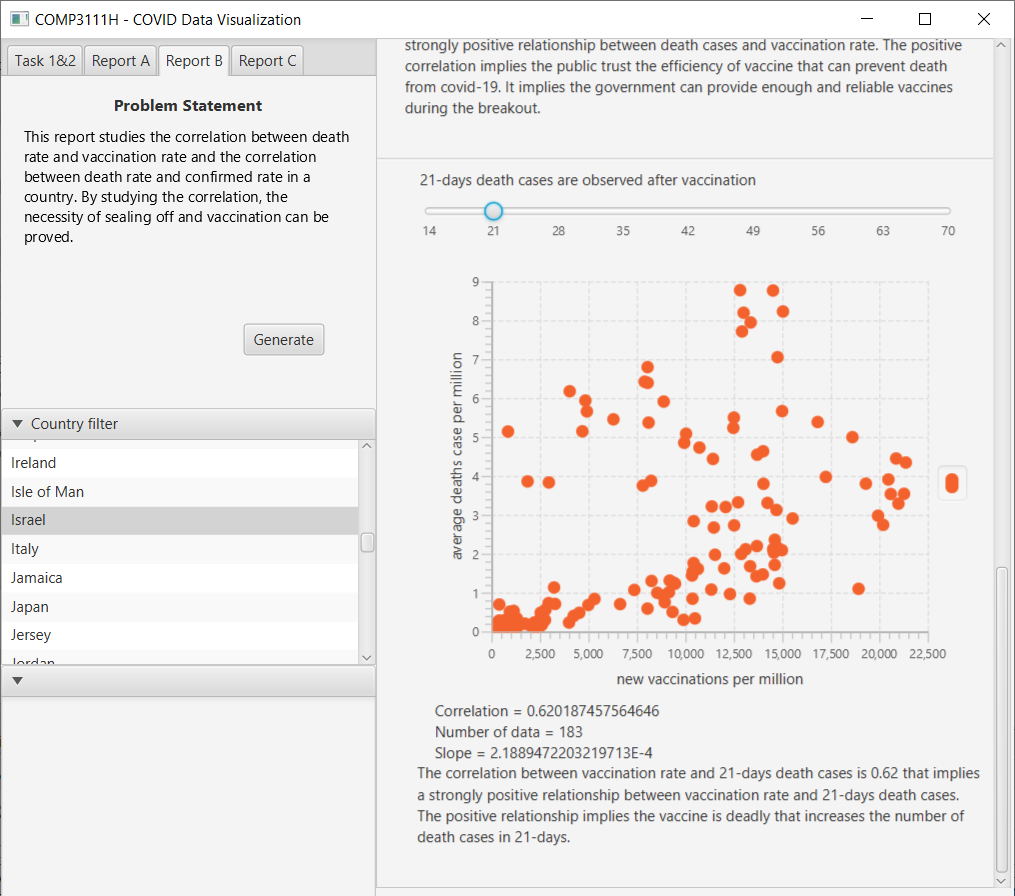 COMP3111H - COVID Data Visualization
Task 1&2
Report A
Report B
Report C
Problem Statement
This report studies the correlation between death
rate and vaccination rate and the correlation
between death rate and confirmed rate in a
country. By studying the correlation, the
necessity of sealing off and vaccination can be
proved.
Generate
Country filter
Ireland
Isle of Man
Israel
Italy
Jamaica
Japan
Jersey
Jordan
strongly positive relationship between death cases and vaccination rate. The positive
correlation implies the public trust the efficiency of vaccine that can prevent death
from covid-19. It implies the government can provide enough and reliable vaccines
during the breakout.
21-days death cases are observed after vaccination
14 21 28 35 42 49 56 63 70
9
8
7
6
5
4
3
2
1
0
average deaths case per million
0 2,500 5,000 7,500 10,000 12,500 15,000 17,500 20,000 22,500
new vaccinations per million
Correlation = 0.620187457564646
Number of data = 183
Slope = 2.1889472203219713E-4
The correlation between vaccination rate and 21-days death cases is 0.62 that implies
a strongly positive relationship between vaccination rate and 21-days death cases.
The positive relationship implies the vaccine is deadly that increases the number of
death cases in 21-days.